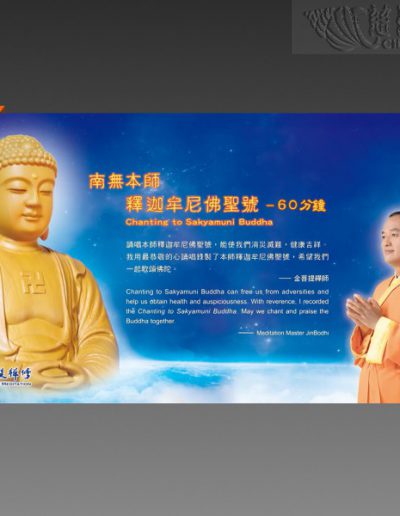 南無本師
釋迦牟尼佛聖號 – 60分鐘
Chanting to Sakyamuni Buddha
誦唱本師釋迦牟尼佛聖號，能使我們消災滅難，健康吉祥，
我用最恭敬的心誦唱錄製了本師釋迦牟尼佛聖號，希望我們
一起歌頌佛陀。
—— 金菩提禪師
Chanting to Sakyamuni Buddha can free us from adversities and
help us obtain health and auspiciousness. With reverence, I recorded
the Chanting to Sakyamuni Buddha. May we chant and praise the
Buddha together.
—— Meditation Master JinBodhi
禪修
MEDITATION